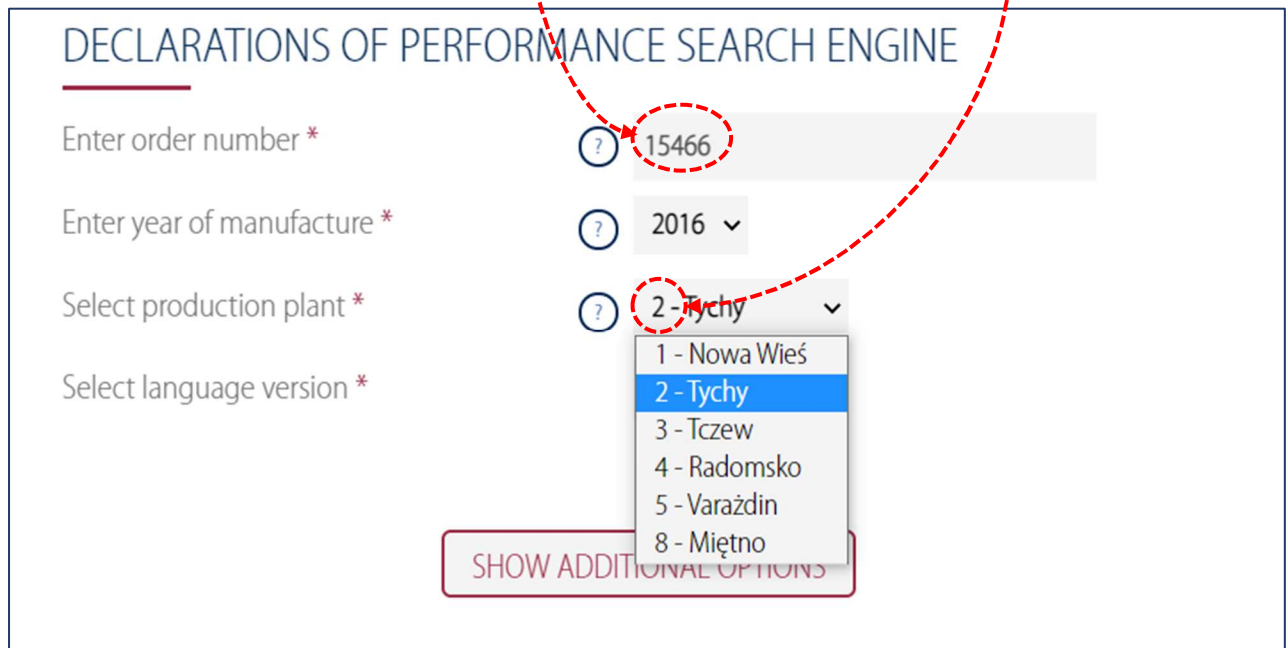 DECLARATIONS OF PERFORMANCE SEARCH ENGINE
Enter order number *
? 15466
Enter year of manufacture *
? 2016
Select production plant *
? 2 - Tychy
1 - Nowa Wieś
2 - Tychy
3 - Tczew
4 - Radomsko
5 - Varażdin
8 - Miętno
Select language version *
SHOW ADDITIONAL OPTIONS